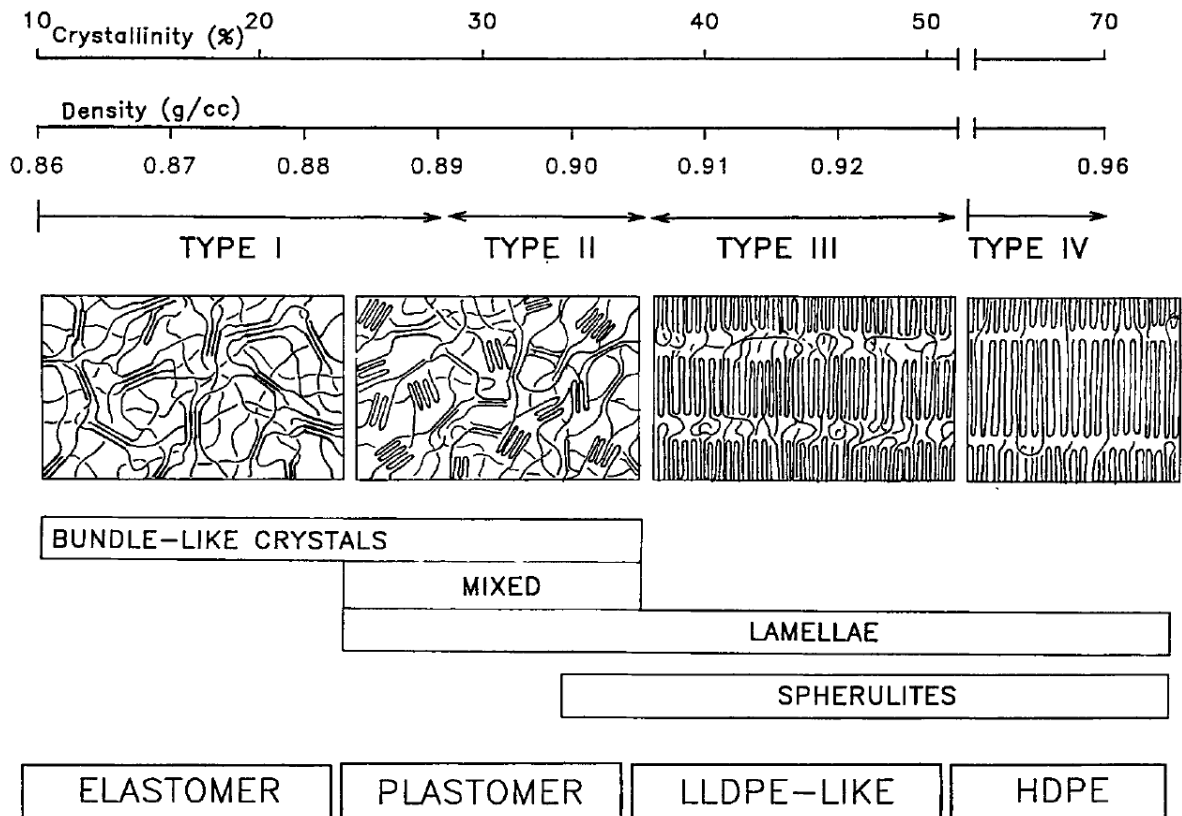 10 20 30 40 50 70
Crystallinity (%)
Density (g/cc)
0.86 0.87 0.88 0.89 0.90 0.91 0.92 0.96
TYPE I TYPE II TYPE III TYPE IV
BUNDLE-LIKE CRYSTALS
MIXED
LAMELLAE
SPHERULITES
ELASTOMER PLASTOMER LLDPE-LIKE HDPE